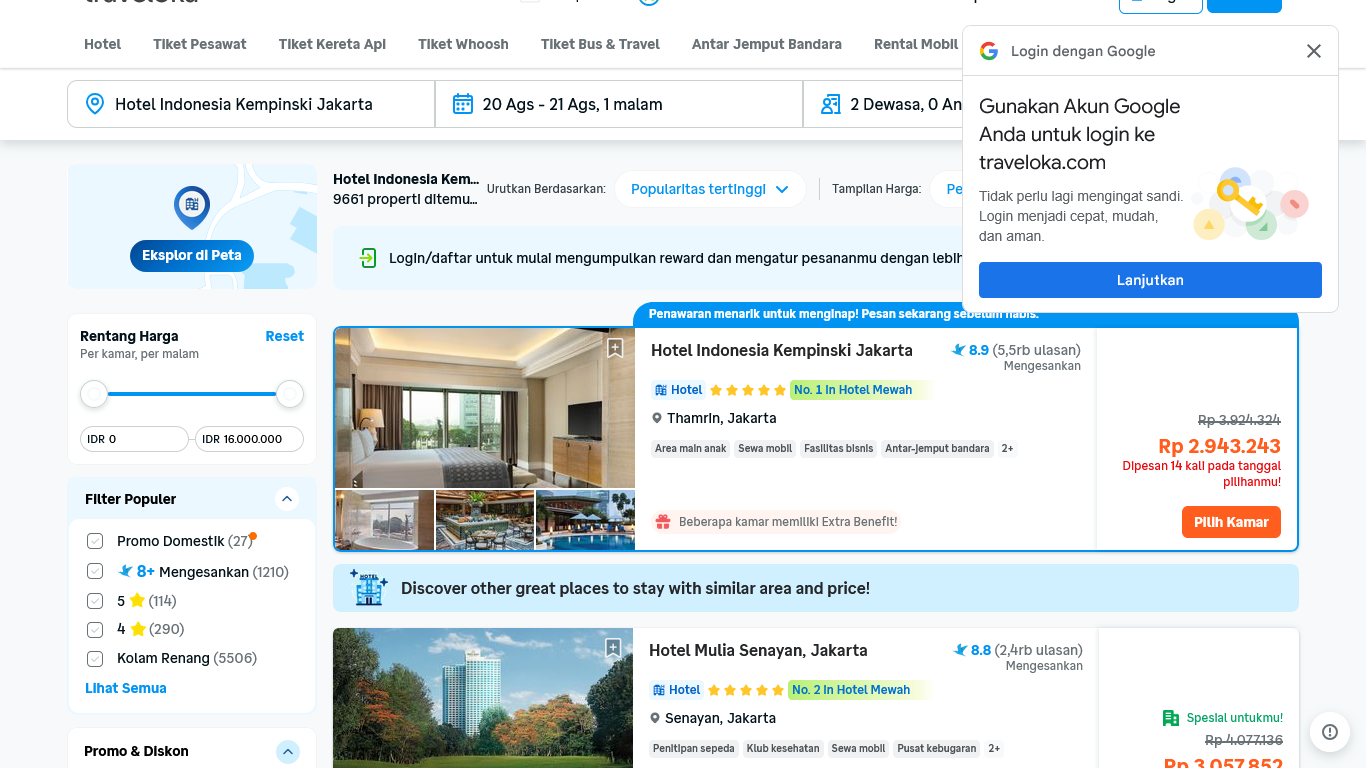 Hotel
Tiket Pesawat
Tiket Kereta Api
Tiket Whoosh
Tiket Bus & Travel
Antar Jemput Bandara
Rental Mobil
Login dengan Google
Gunakan Akun Google
Anda untuk login ke
traveloka.com
Tidak perlu lagi mengingat sandi.
Login menjadi cepat, mudah,
dan aman.
Lanjutkan
Hotel Indonesia Kempinski Jakarta
20 Ags - 21 Ags, 1 malam
2 Dewasa, 0 An
Eksplor di Peta
Hotel Indonesia Kem...
9661 properti ditemu...
Urutkan Berdasarkan:
Popularitas tertinggi
Tampilan Harga:
Pe
Login/daftar untuk mulai mengumpulkan reward dan mengatur pesananmu dengan lebih
Rentang Harga
Reset
Per kamar, per malam
IDR 0
IDR 16.000.000
Filter Populer
Promo Domestik (27)
8+ Mengesankan (1210)
5 (114)
4 (290)
Kolam Renang (5506)
Lihat Semua
Promo & Diskon
Penawaran menarik untuk menginap! Pesan sekarang sebelum habis.
Hotel Indonesia Kempinski Jakarta
8.9 (5,5rb ulasan)
Mengesankan
Hotel
No. 1 in Hotel Mewah
Thamrin, Jakarta
Area main anak
Sewa mobil
Fasilitas bisnis
Antar-jemput bandara
2+
Beberapa kamar memiliki Extra Benefit!
Rp 3.924.324
Rp 2.943.243
Dipesan 14 kali pada tanggal
pilihanmu!
Pilih Kamar
HOTEL
Discover other great places to stay with similar area and price!
Hotel Mulia Senayan, Jakarta
8.8 (2,4rb ulasan)
Mengesankan
Hotel
No. 2 in Hotel Mewah
Senayan, Jakarta
Penitipan sepeda
Klub kesehatan
Sewa mobil
Pusat kebugaran
2+
Spesial untukmu!
Rp 4.077.136
Rp 3.057.852